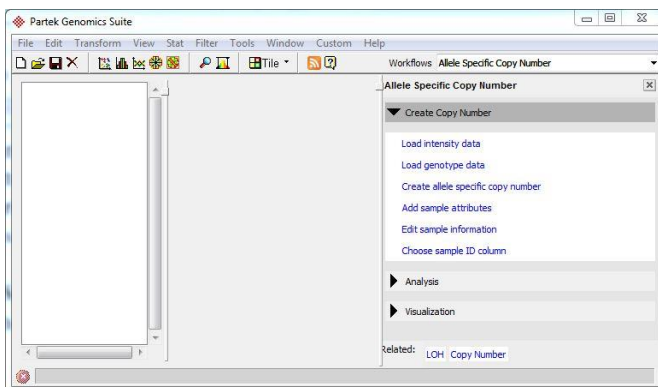 Partek Genomics Suite
File Edit Transform View Stat Filter Tools Window Custom Help
Tile Workflows Allele Specific Copy Number
Allele Specific Copy Number
Create Copy Number
Load intensity data
Load genotype data
Create allele specific copy number
Add sample attributes
Edit sample information
Choose sample ID column
Analysis
Visualization
Related: LOH Copy Number